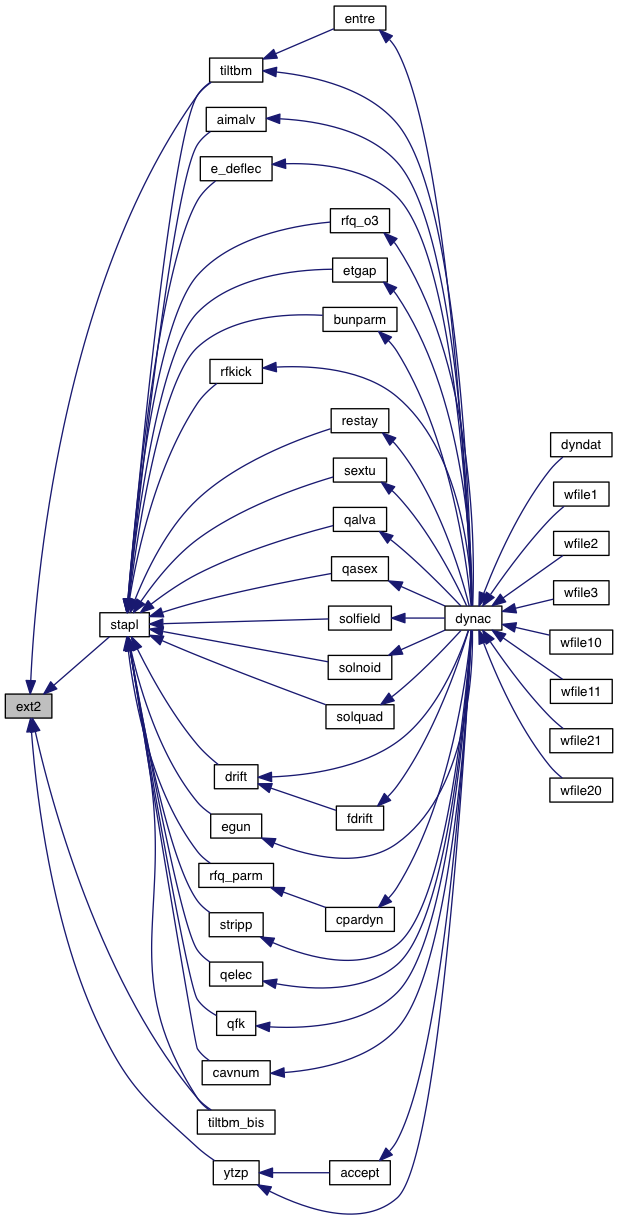 entre
tiltbm
aimalv
e_deflec
rfq_o3
etgap
bunparm
rfkick
restay
dyndat
sextu
wfile1
qalva
wfile2
qasex
wfile3
stapl
solfield
dynac
wfile10
solnoid
wfile11
ext2
solquad
wfile21
drift
wfile20
fdrift
egun
rfq_parm
cpardyn
stripp
qelec
qfk
cavnum
tiltbm_bis
ytzp
accept